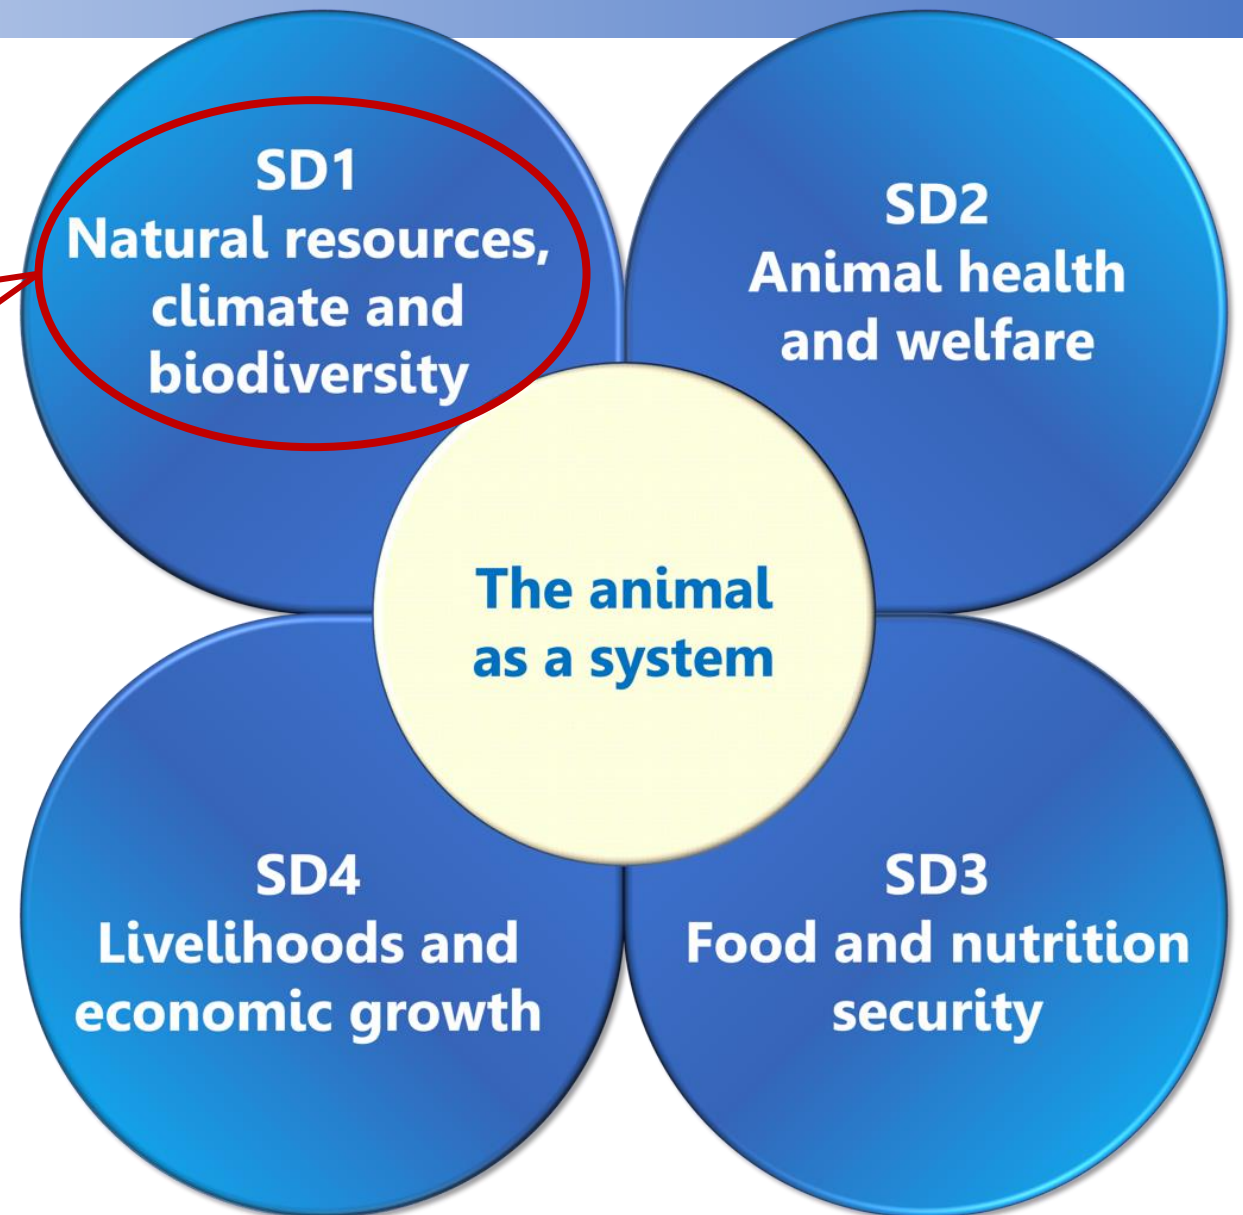 SD1
Natural resources,
climate and
biodiversity
SD2
Animal health
and welfare
The animal
as a system
SD4
Livelihoods and
economic growth
SD3
Food and nutrition
security